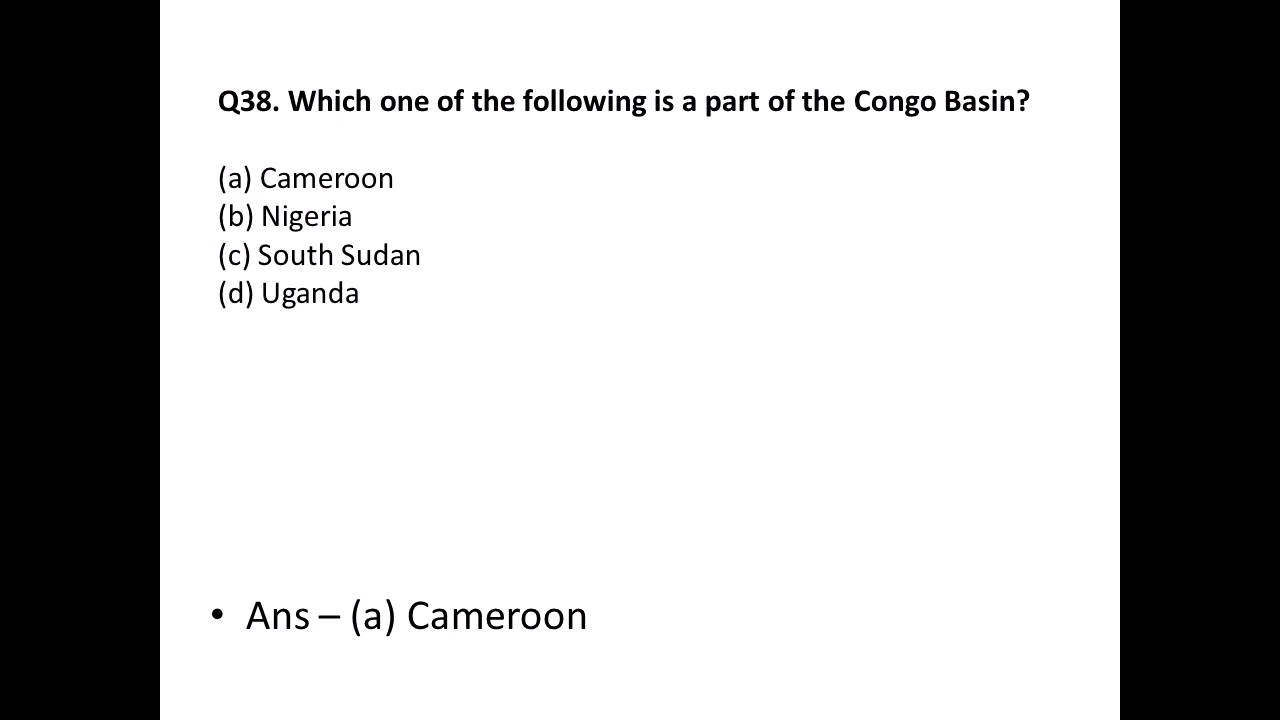 Q38. Which one of the following is a part of the Congo Basin?
(a) Cameroon
(b) Nigeria
(c) South Sudan
(d) Uganda
• Ans – (a) Cameroon